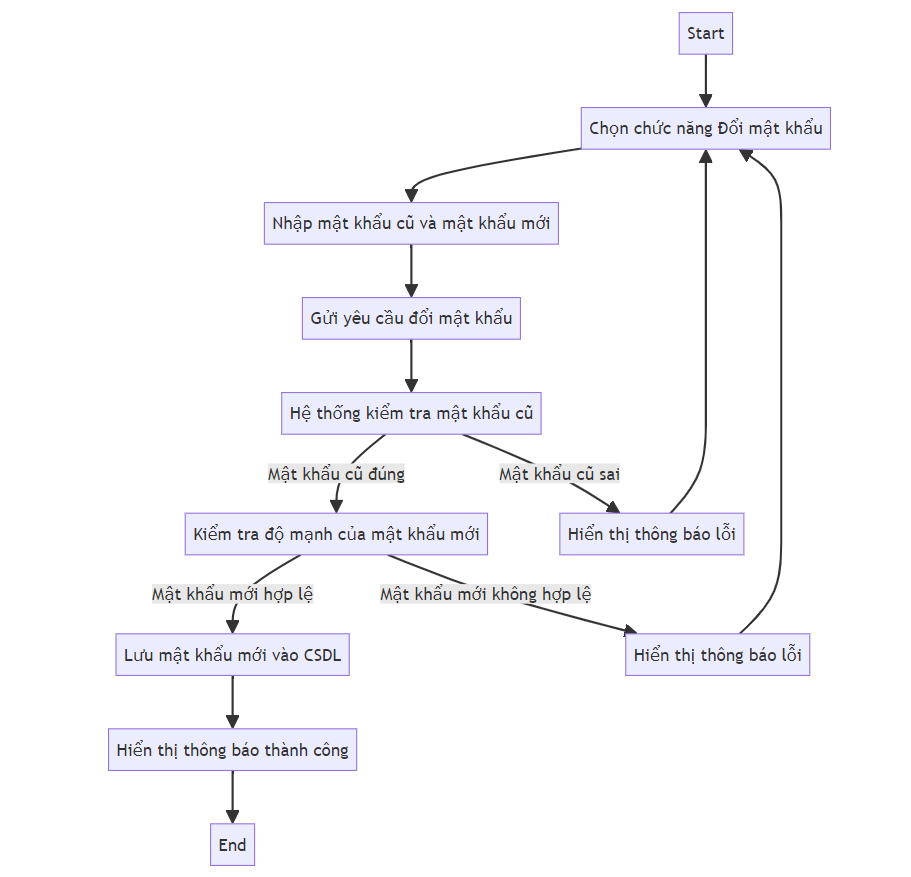 Start
Chọn chức năng Đổi mật khẩu
Nhập mật khẩu cũ và mật khẩu mới
Gửi yêu cầu đổi mật khẩu
Hệ thống kiểm tra mật khẩu cũ
Mật khẩu cũ đúng
Mật khẩu cũ sai
Kiểm tra độ mạnh của mật khẩu mới
Hiển thị thông báo lỗi
Mật khẩu mới hợp lệ
Mật khẩu mới không hợp lệ
Lưu mật khẩu mới vào CSDL
Hiển thị thông báo lỗi
Hiển thị thông báo thành công
End